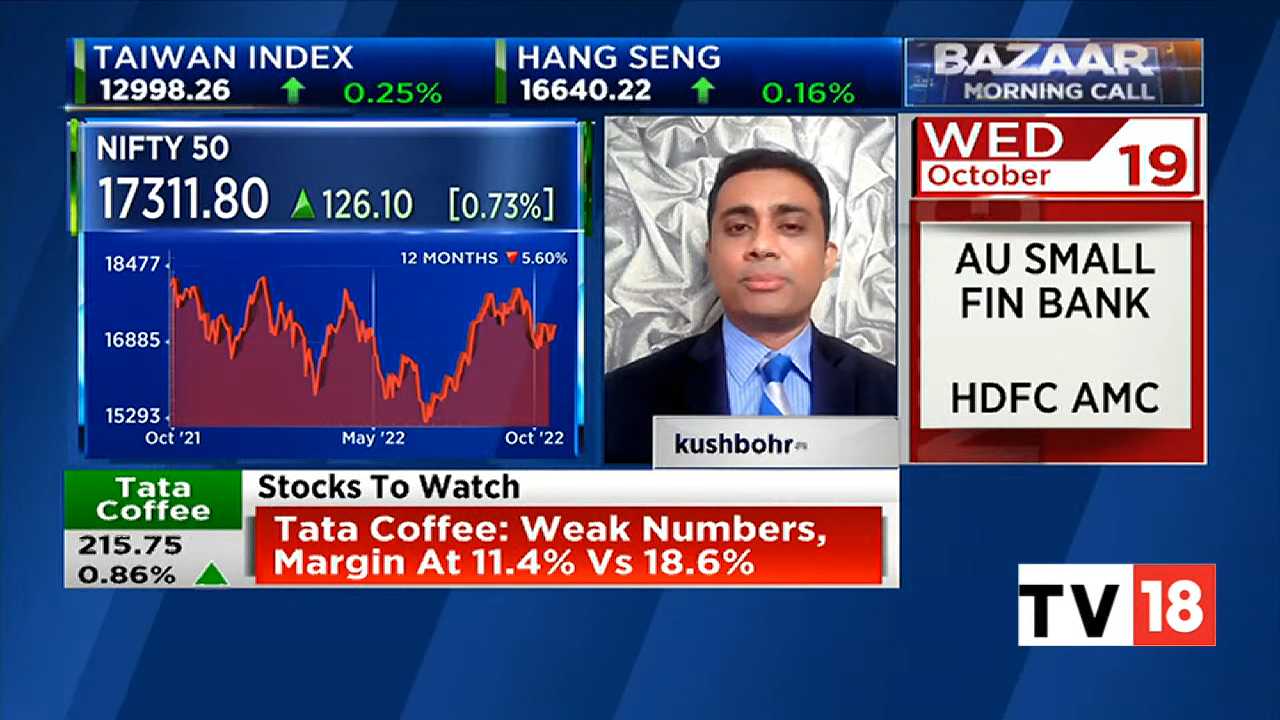 TAIWAN INDEX
12998.26 0.25%
HANG SENG
16640.22 0.16%
BAZAAR
MORNING CALL
NIFTY 50
17311.80 126.10 [0.73%]
12 MONTHS 5.60%
18477
16885
15293
Oct '21 May '22 Oct '22
kushbohr
WED
October 19
AU SMALL
FIN BANK
HDFC AMC
Tata
Coffee
215.75
0.86%
Stocks To Watch
Tata Coffee: Weak Numbers,
Margin At 11.4% Vs 18.6%
TV 18